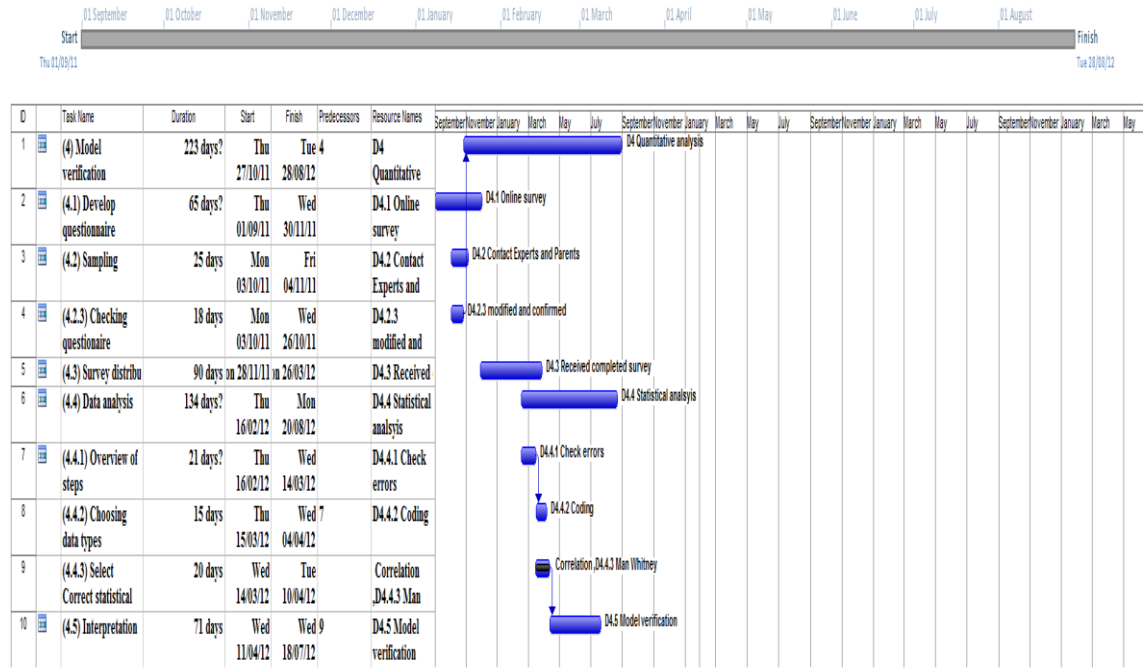 01 September 01 October 01 November 01 December 01 January 01 February 01 March 01 April 01 May 01 June 01 July 01 August
Start Finish
Thu 01/09/11 Tue 28/08/12
ID Task Name Duration Start Finish Predecessors Resource Names September November January March May July September November January March May July September November January March May July September November January March May
1 (4) Model 223 days? Thu Tue 4 D4 D4 Quantitative analysis
verification 27/10/11 28/08/12 Quantitative
2 (4.1) Develop 65 days? Thu Wed D4.1 Online D4.1 Online survey
questionnaire 01/09/11 30/11/11 survey
3 (4.2) Sampling 25 days Mon Fri D4.2 Contact D4.2 Contact Experts and Parents
03/10/11 04/11/11 Experts and
4 (4.2.3) Checking 18 days Mon Wed D4.2.3 D4.2.3 modified and confirmed
questionaire 03/10/11 26/10/11 modified and
5 (4.3) Survey distribu 90 days on 28/11/11 on 26/03/12 D4.3 Received D4.3 Received completed survey
6 (4.4) Data analysis 134 days? Thu Mon D4.4 Statistical D4.4 Statistical analsyis
16/02/12 20/08/12 analsyis
7 (4.4.1) Overview of 21 days? Thu Wed D4.4.1 Check D4.4.1 Check errors
steps 16/02/12 14/03/12 errors
8 (4.4.2) Choosing 15 days Thu Wed 7 D4.4.2 Coding D4.4.2 Coding
data types 15/03/12 04/04/12
9 (4.4.3) Select 20 days Wed Tue Correlation Correlation ,D4.4.3 Man Whitney
Correct statistical 14/03/12 10/04/12 ,D4.4.3 Man
10 (4.5) Interpretation 71 days Wed Wed 9 D4.5 Model D4.5 Model verification
11/04/12 18/07/12 verification